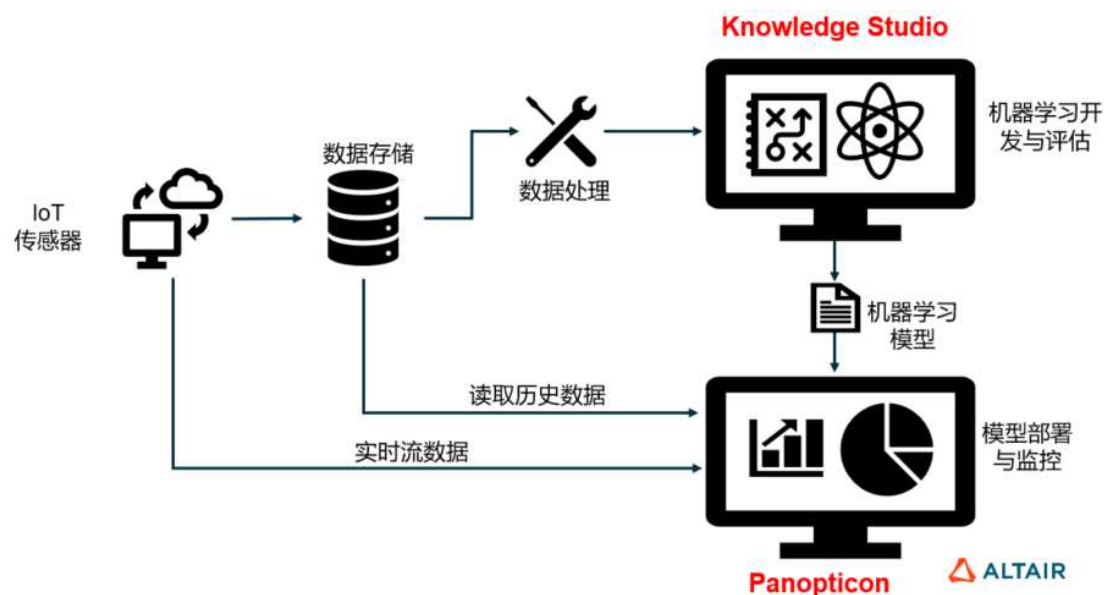 Knowledge Studio
机器学习开
发与评估
数据存储
数据处理
IoT
传感器
机器学习
模型
读取历史数据
实时流数据
模型部署
与监控
Panopticon
ALTAIR